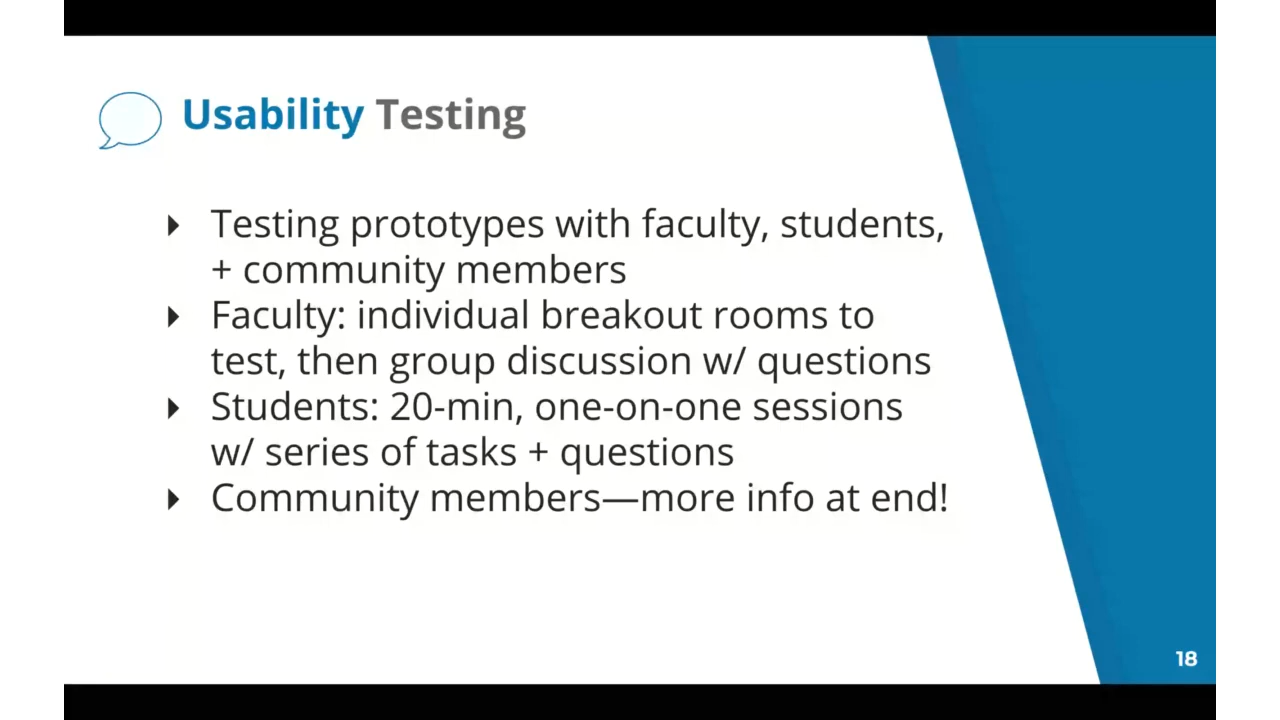 Usability Testing
Testing prototypes with faculty, students,
+ community members
Faculty: individual breakout rooms to
test, then group discussion w/ questions
Students: 20-min, one-on-one sessions
w/ series of tasks + questions
Community members—more info at end!
18